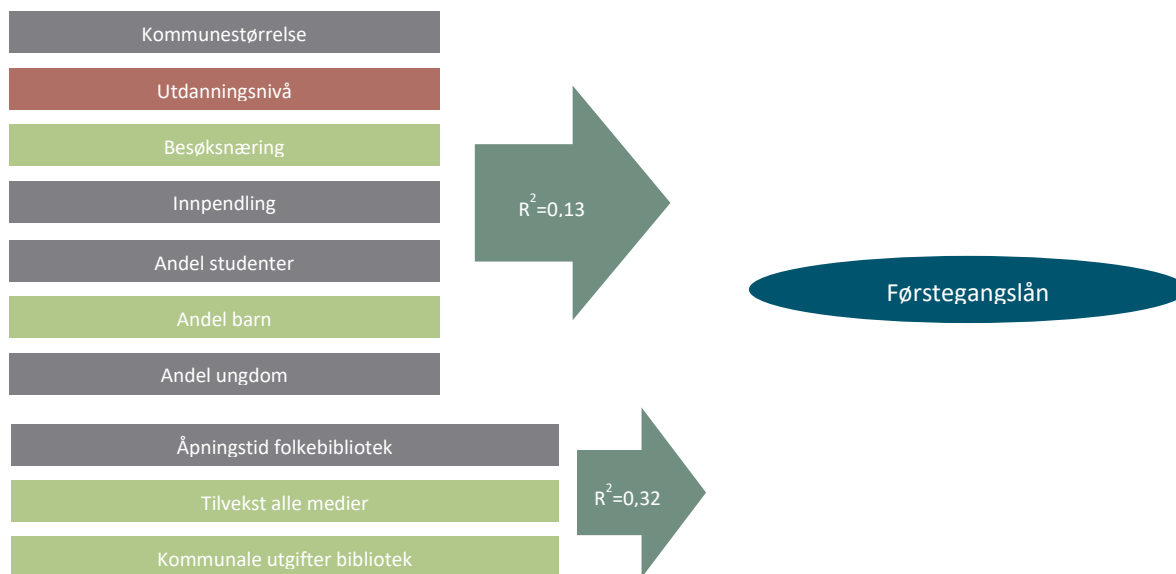 Kommunestørrelse
Utdanningsnivå
Besøksnæring
Innpendling
Andel studenter
Andel barn
Andel ungdom
R²=0,13
Førstegangslån
Åpningstid folkebibliotek
Tilvekst alle medier
Kommunale utgifter bibliotek
R²=0,32